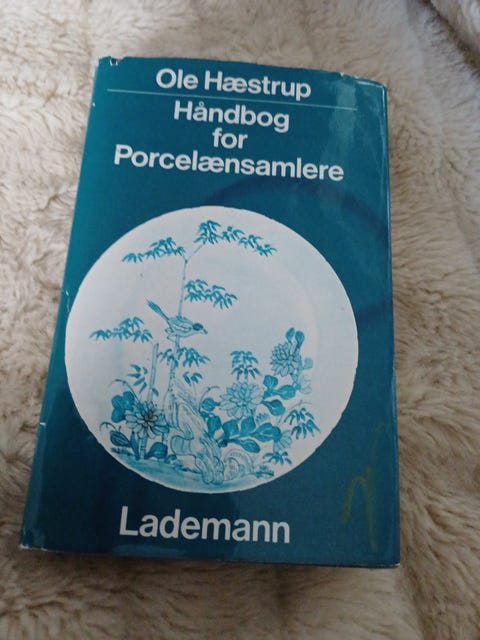 Ole Hæstrup
Håndbog
for
Porcelænsamlere
Lademann